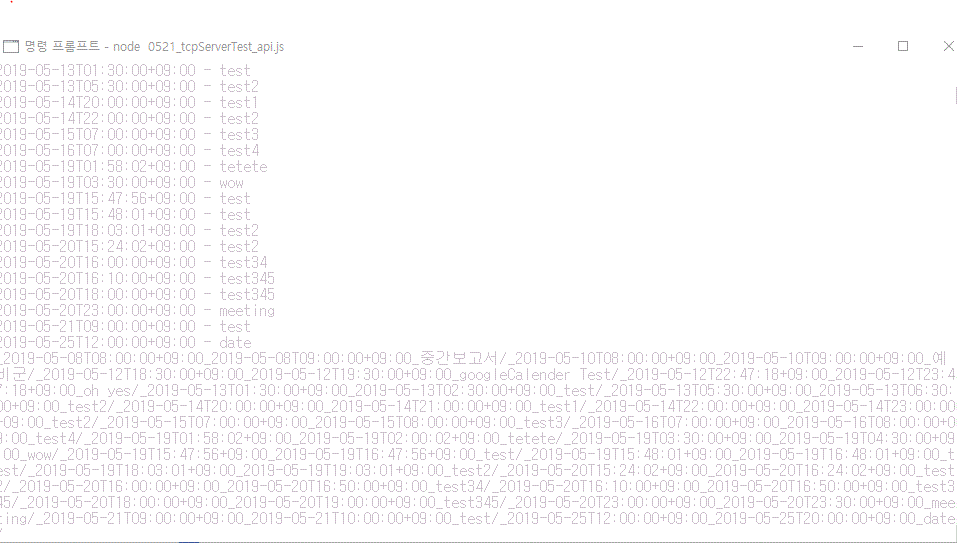 명령 프롬프트 - node 0521_tcpServerTest_api.js
2019-05-13T01:30:00+09:00 - test
2019-05-13T05:30:00+09:00 - test2
2019-05-14T20:00:00+09:00 - test1
2019-05-14T22:00:00+09:00 - test2
2019-05-15T07:00:00+09:00 - test3
2019-05-16T07:00:00+09:00 - test4
2019-05-19T01:58:02+09:00 - tetete
2019-05-19T03:30:00+09:00 - wow
2019-05-19T15:47:56+09:00 - test
2019-05-19T15:48:01+09:00 - test
2019-05-19T18:03:01+09:00 - test2
2019-05-20T15:24:02+09:00 - test2
2019-05-20T16:00:00+09:00 - test34
2019-05-20T16:10:00+09:00 - test345
2019-05-20T18:00:00+09:00 - test345
2019-05-20T23:00:00+09:00 - meeting
2019-05-21T09:00:00+09:00 - test
2019-05-25T12:00:00+09:00 - date
_2019-05-08T08:00:00+09:00_2019-05-08T09:00:00+09:00_중간보고서/_2019-05-10T08:00:00+09:00_2019-05-10T09:00:00+09:00_예
비군/_2019-05-12T18:30:00+09:00_2019-05-12T19:30:00+09:00_googleCalender Test/_2019-05-12T22:47:18+09:00_2019-05-12T23:4
7:18+09:00_oh yes/_2019-05-13T01:30:00+09:00_2019-05-13T02:30:00+09:00_test/_2019-05-13T05:30:00+09:00_2019-05-13T06:30:
00+09:00_test2/_2019-05-14T20:00:00+09:00_2019-05-14T21:00:00+09:00_test1/_2019-05-14T22:00:00+09:00_2019-05-14T23:00:00
+09:00_test2/_2019-05-15T07:00:00+09:00_2019-05-15T08:00:00+09:00_test3/_2019-05-16T07:00:00+09:00_2019-05-16T08:00:00+0
9:00_test4/_2019-05-19T01:58:02+09:00_2019-05-19T02:00:02+09:00_tetete/_2019-05-19T03:30:00+09:00_2019-05-19T04:30:00+09
:00_wow/_2019-05-19T15:47:56+09:00_2019-05-19T16:47:56+09:00_test/_2019-05-19T15:48:01+09:00_2019-05-19T16:48:01+09:00_t
est/_2019-05-19T18:03:01+09:00_2019-05-19T19:03:01+09:00_test2/_2019-05-20T15:24:02+09:00_2019-05-20T16:24:02+09:00_test
2/_2019-05-20T16:00:00+09:00_2019-05-20T16:50:00+09:00_test34/_2019-05-20T16:10:00+09:00_2019-05-20T16:50:00+09:00_test3
45/_2019-05-20T18:00:00+09:00_2019-05-20T19:00:00+09:00_test345/_2019-05-20T23:00:00+09:00_2019-05-20T23:30:00+09:00_mee
ting/_2019-05-21T09:00:00+09:00_2019-05-21T10:00:00+09:00_test/_2019-05-25T12:00:00+09:00_2019-05-25T20:00:00+09:00_date
/